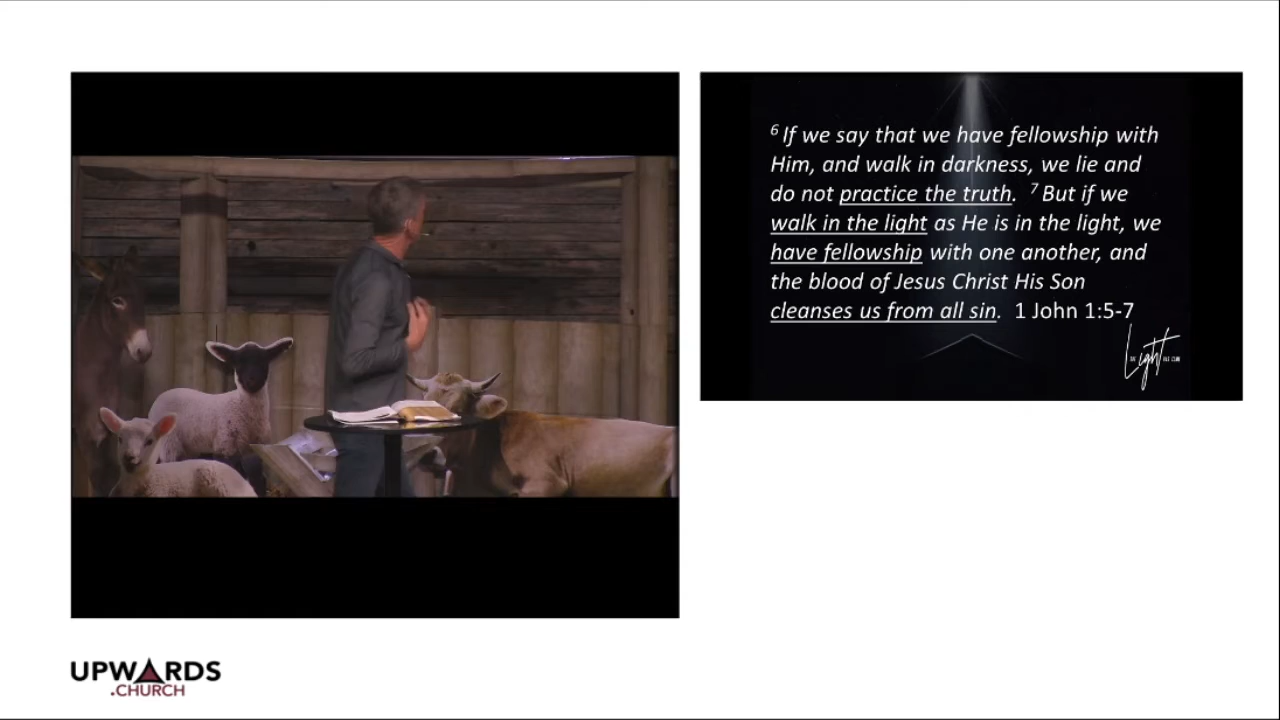 ⁶ If we say that we have fellowship with
Him, and walk in darkness, we lie and
do not practice the truth. ⁷ But if we
walk in the light as He is in the light, we
have fellowship with one another, and
the blood of Jesus Christ His Son
cleanses us from all sin. 1 John 1:5-7
Light
UPWARDS
.CHURCH